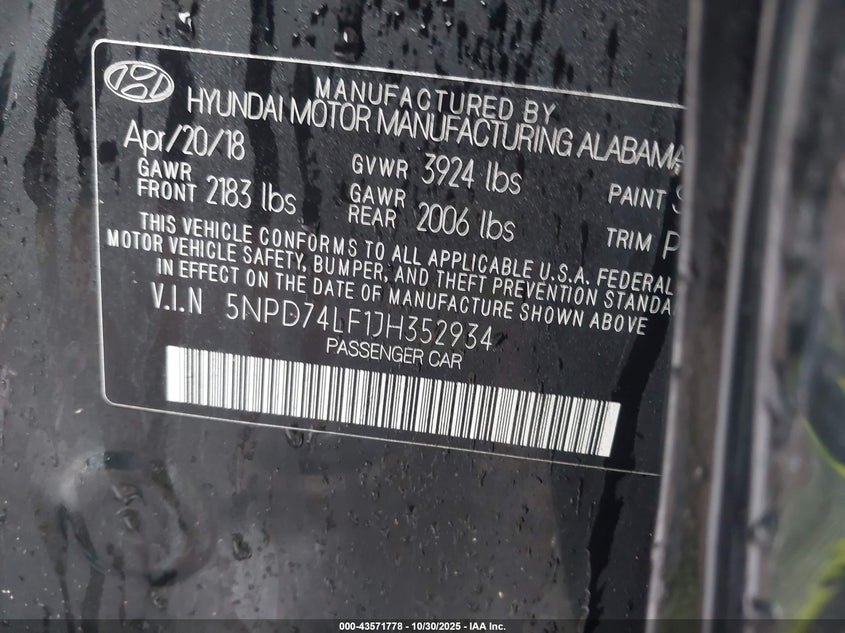 MANUFACTURED BY
HYUNDAI MOTOR MANUFACTURING ALABAMA
Apr/20/18
GVWR 3924 lbs
PAINT
GAWR FRONT 2183 lbs
GAWR REAR 2006 lbs
TRIM
THIS VEHICLE CONFORMS TO ALL APPLICABLE U.S.A. FEDERAL
MOTOR VEHICLE SAFETY, BUMPER, AND THEFT PREVENTION STANDA
IN EFFECT ON THE DATE OF MANUFACTURE SHOWN ABOVE
V.I.N 5NPD74LF1JH352934
PASSENGER CAR
000-43571778 - 10/30/2025 - IAA Inc.